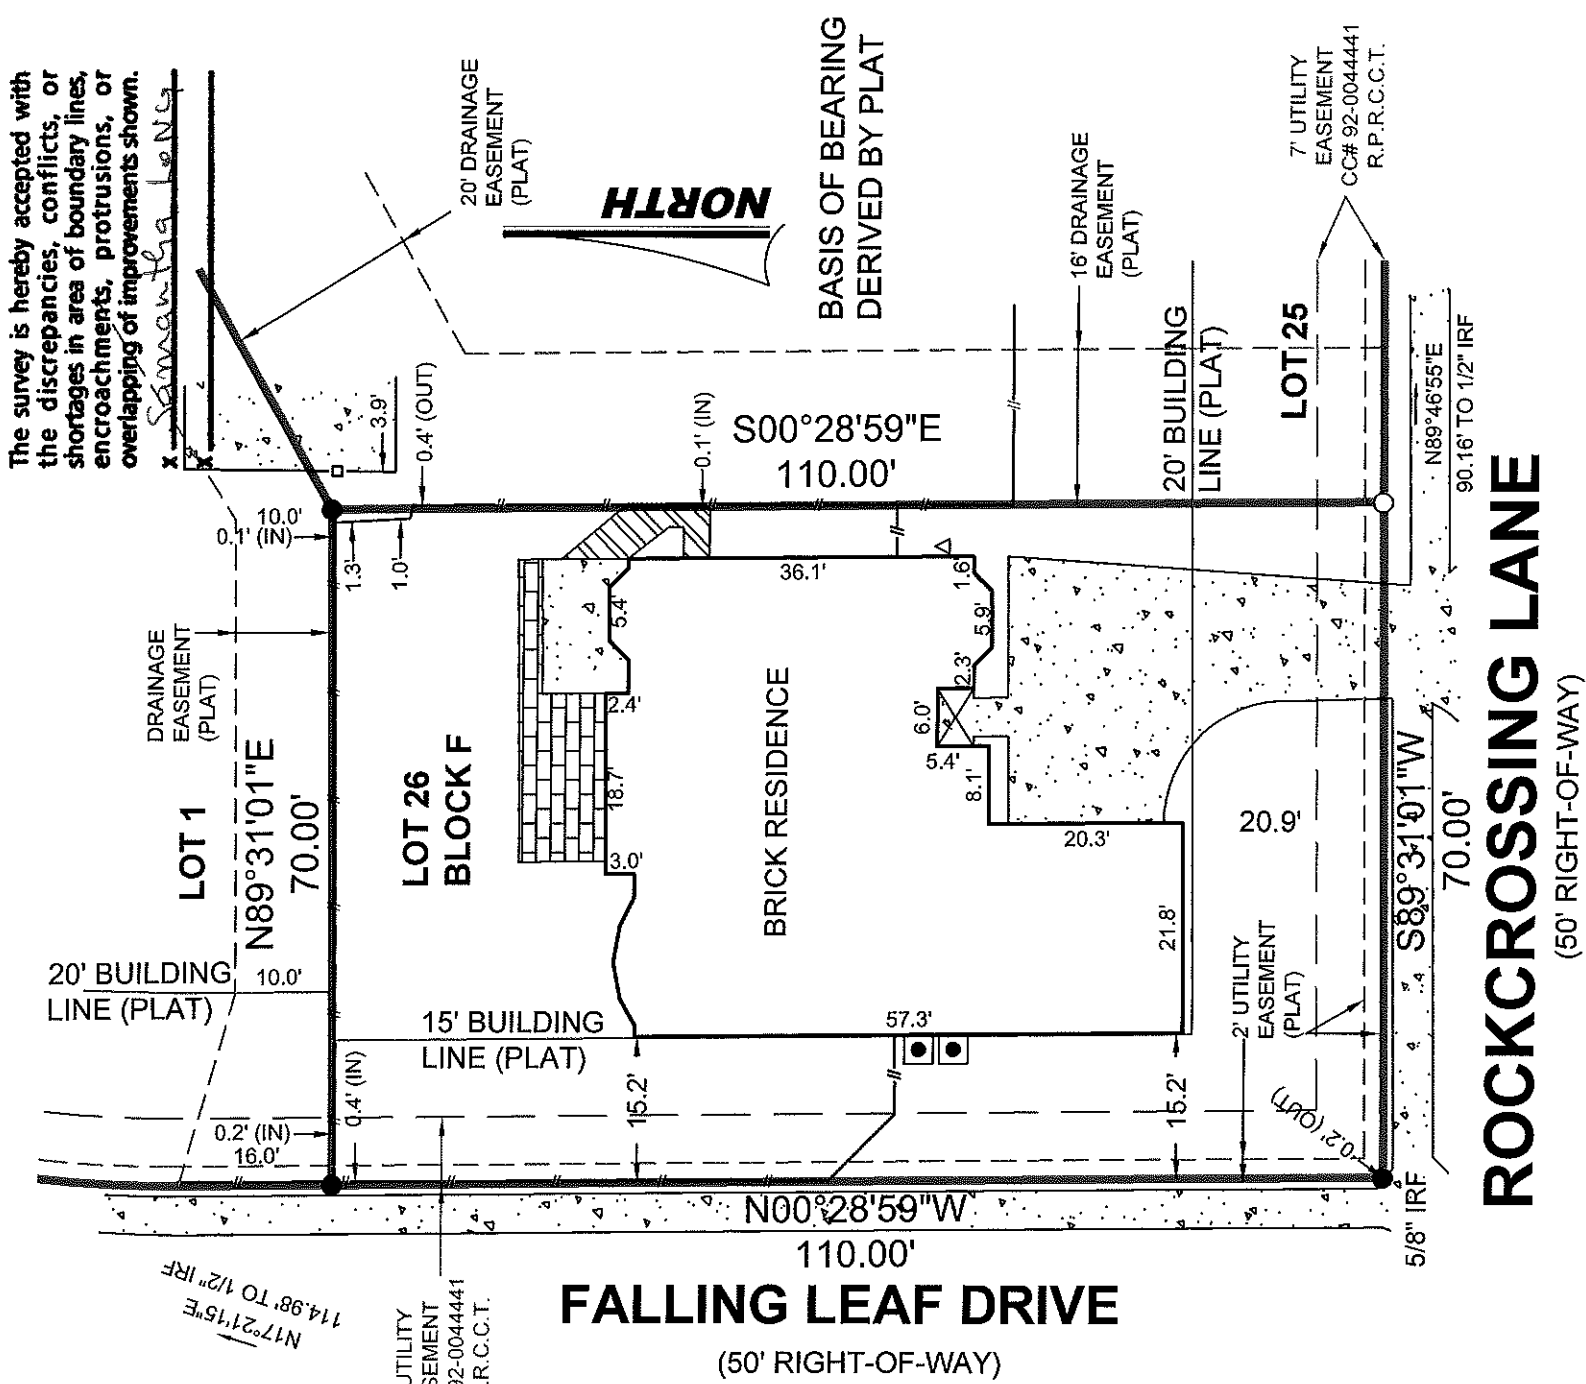 The survey is hereby accepted with
the discrepancies, conflicts, or
shortages in area of boundary lines,
encroachments, protrusions, or
overlapping of improvements shown.
Samantha Long
X
X
20' DRAINAGE
EASEMENT
(PLAT)
NORTH
BASIS OF BEARING
DERIVED BY PLAT
7' UTILITY
EASEMENT
CC# 92-0044441
R.P.R.C.C.T.
16' DRAINAGE
EASEMENT
(PLAT)
20' BUILDING
LINE (PLAT)
LOT 25
3.9'
0.4' (OUT)
0.1' (IN)
S00°28'59"E
110.00'
N89°46'55"E
90.16' TO 1/2" IRF
10.0'
0.1' (IN)
1.3'
1.0'
DRAINAGE
EASEMENT
(PLAT)
LOT 1
N89°31'01"E
70.00'
LOT 26
BLOCK F
36.1'
1.6'
5.4'
5.9'
2.3'
2.4'
6.0'
5.4'
18.7'
8.1'
3.0'
BRICK RESIDENCE
20.3'
20.9'
21.8'
57.3'
S89°31'01"W
70.00'
20' BUILDING
LINE (PLAT)
10.0'
15' BUILDING
LINE (PLAT)
2' UTILITY
EASEMENT
(PLAT)
0.4' (IN)
0.2' (IN)
16.0'
15.2'
15.2'
0.2' (OUT)
5/8" IRF
N00°28'59"W
110.00'
N17°21'15"E
114.98' TO 1/2" IRF
UTILITY
SEMENT
92-0044441
.R.C.C.T.
FALLING LEAF DRIVE
(50' RIGHT-OF-WAY)
ROCKCROSSING LANE
(50' RIGHT-OF-WAY)